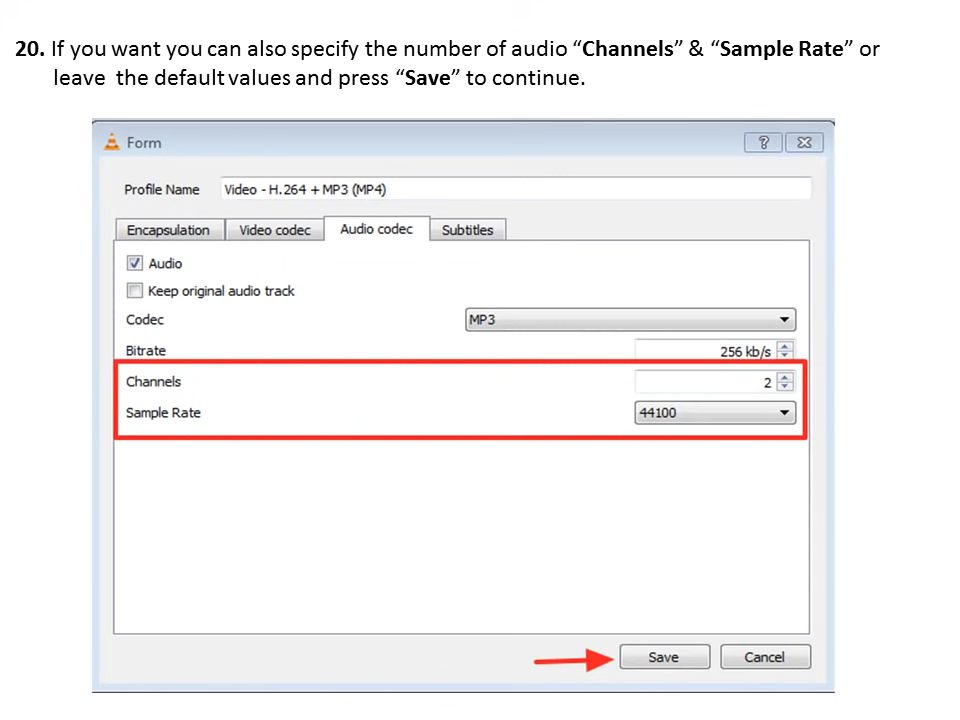 20. If you want you can also specify the number of audio “Channels” & “Sample Rate” or
leave the default values and press “Save” to continue.
Form
Profile Name Video - H.264 + MP3 (MP4)
Encapsulation Video codec Audio codec Subtitles
Audio
Keep original audio track
Codec MP3
Bitrate 256 kb/s
Channels 2
Sample Rate 44100
Save Cancel